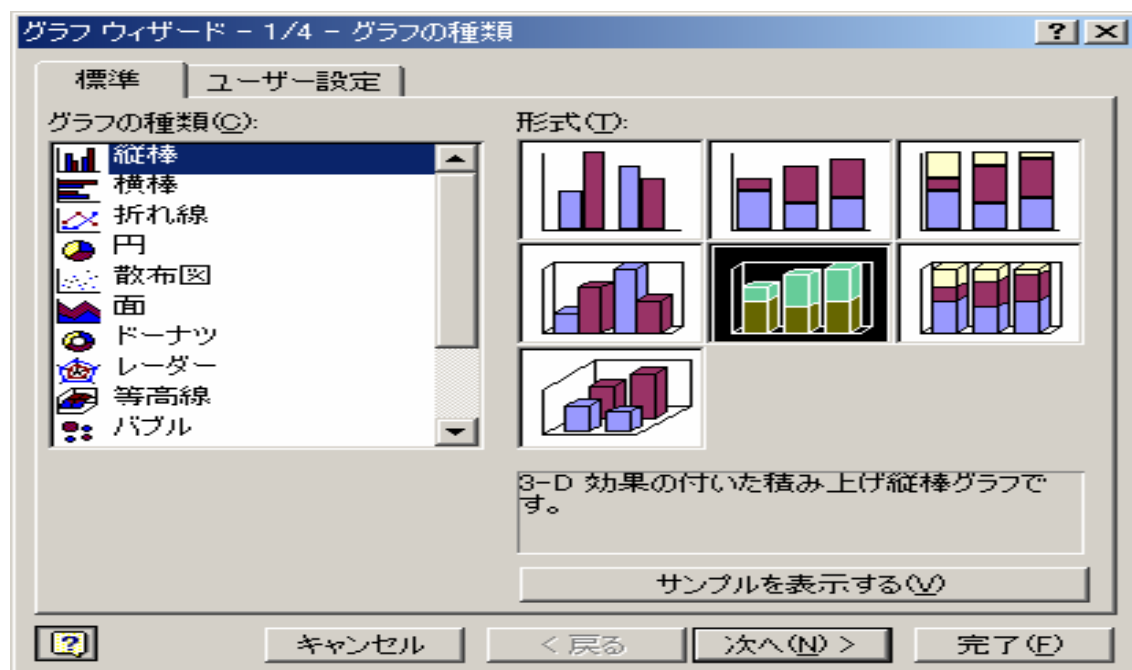 グラフ ウィザード - 1/4 - グラフの種類
標準
ユーザー設定
グラフの種類(C):
形式(T):
縦棒
横棒
折れ線
円
散布図
面
ドーナツ
レーダー
等高線
バブル
3-D 効果の付いた積み上げ縦棒グラフで
す。
サンプルを表示する(V)
キャンセル
< 戻る
次へ(N) >
完了(F)